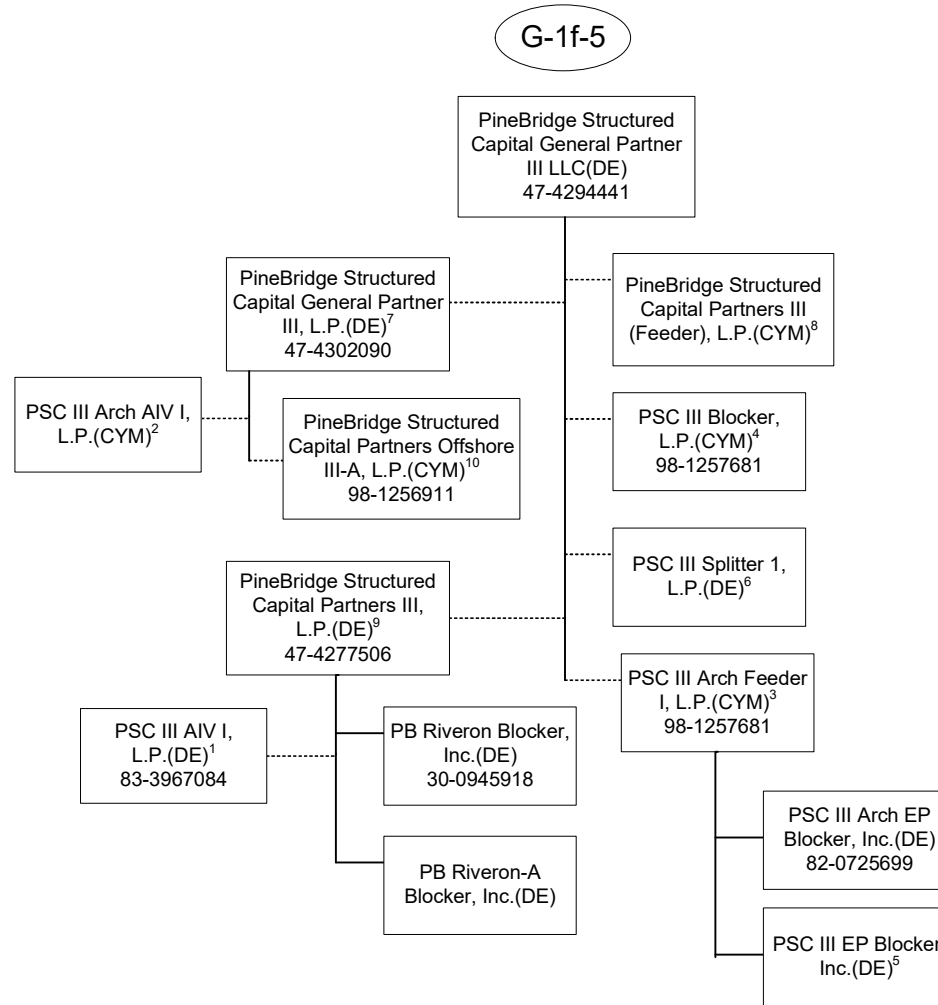 G-1f-5
PineBridge Structured
Capital General Partner
III LLC(DE)
47-4294441
PineBridge Structured
Capital General Partner
III, L.P.(DE)7
47-4302090
PineBridge Structured
Capital Partners III
(Feeder), L.P.(CYM)8
PSC III Arch AIV I,
L.P.(CYM)2
PineBridge Structured
Capital Partners Offshore
III-A, L.P.(CYM)10
98-1256911
PSC III Blocker,
L.P.(CYM)4
98-1257681
PSC III Splitter 1,
L.P.(DE)6
PineBridge Structured
Capital Partners III,
L.P.(DE)9
47-4277506
PSC III Arch Feeder
I, L.P.(CYM)3
98-1257681
PSC III AIV I,
L.P.(DE)1
83-3967084
PB Riveron Blocker,
Inc.(DE)
30-0945918
PSC III Arch EP
Blocker, Inc.(DE)
82-0725699
PB Riveron-A
Blocker, Inc.(DE)
PSC III EP Blocker
Inc.(DE)5